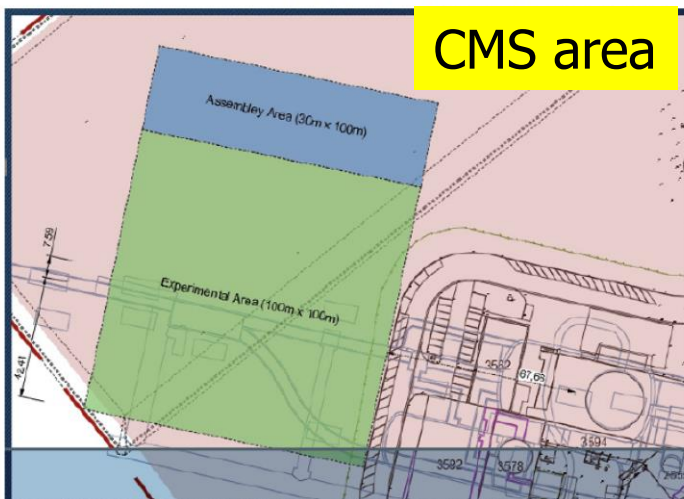 CMS area
Assembley Area (30m x 100m)
7.59
Experimental Area (100m x 100m)
42.41
3562
67,65
3594
3592
3578